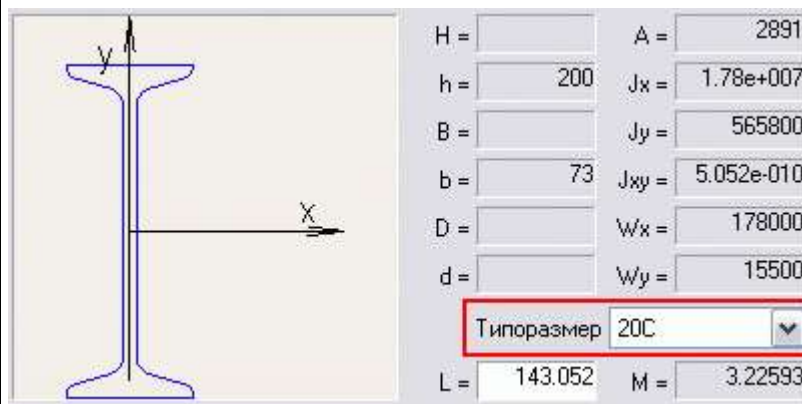 y
x
H =
A = 2891
h = 200
Jx = 1.78e+007
B =
Jy = 565800
b = 73
Jxy = 5.052e-010
D =
Wx = 178000
d =
Wy = 15500
Типоразмер 20С
L = 143.052
M = 3.22593